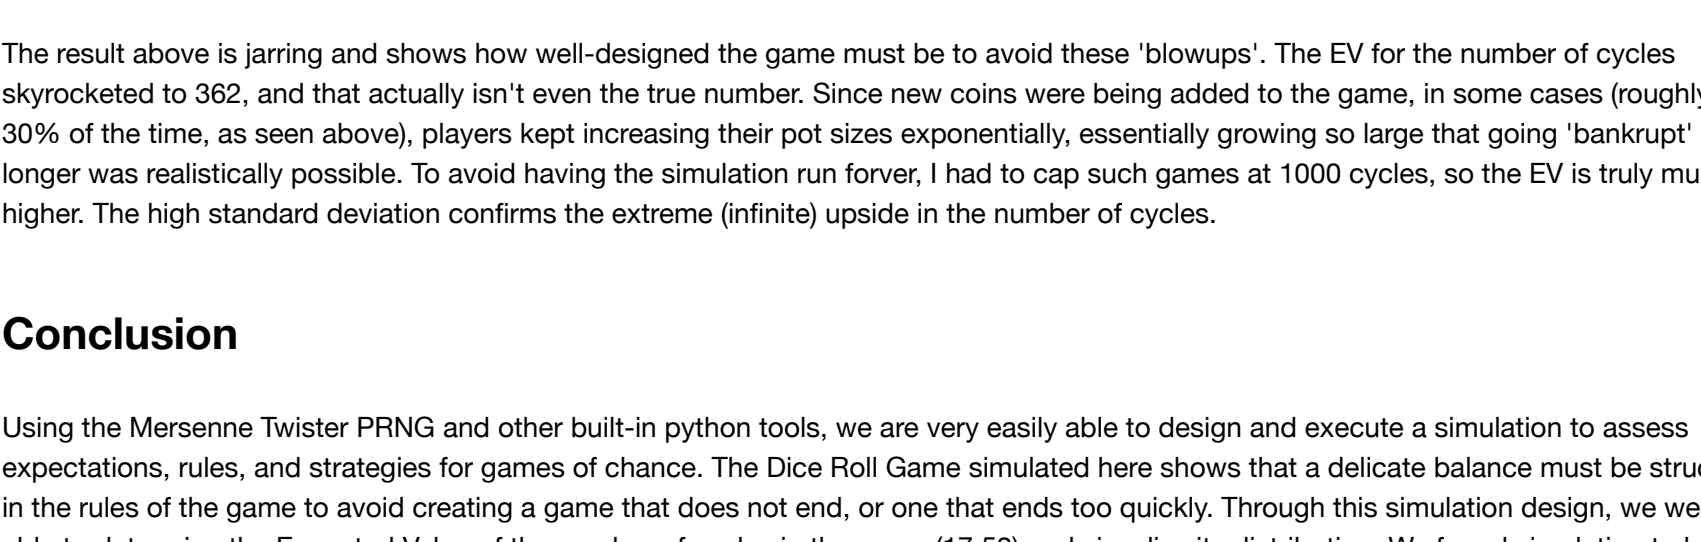 The result above is jarring and shows how well-designed the game must be to avoid these 'blowups'. The EV for the number of cycles
skyrocketed to 362, and that actually isn't even the true number. Since new coins were being added to the game, in some cases (roughly
30% of the time, as seen above), players kept increasing their pot sizes exponentially, essentially growing so large that going 'bankrupt'
longer was realistically possible. To avoid having the simulation run forver, I had to cap such games at 1000 cycles, so the EV is truly mu
higher. The high standard deviation confirms the extreme (infinite) upside in the number of cycles.
Conclusion
Using the Mersenne Twister PRNG and other built-in python tools, we are very easily able to design and execute a simulation to assess
expectations, rules, and strategies for games of chance. The Dice Roll Game simulated here shows that a delicate balance must be struc
in the rules of the game to avoid creating a game that does not end, or one that ends too quickly. Through this simulation design, we we